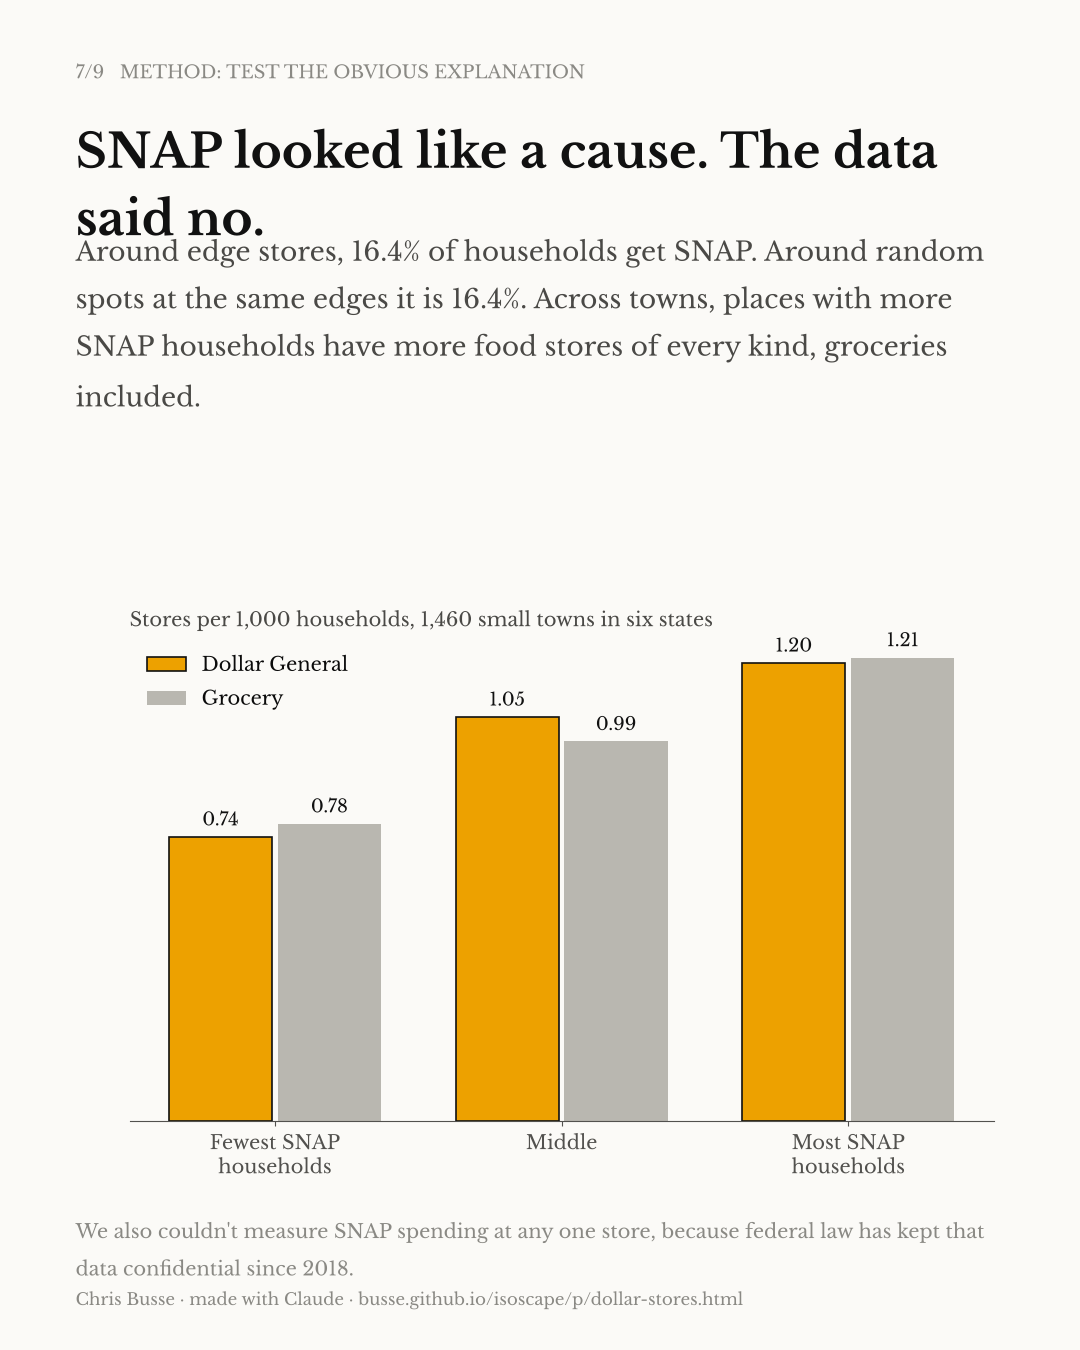 7/9 METHOD: TEST THE OBVIOUS EXPLANATION
SNAP looked like a cause. The data
said no.
Around edge stores, 16.4% of households get SNAP. Around random
spots at the same edges it is 16.4%. Across towns, places with more
SNAP households have more food stores of every kind, groceries
included.
Stores per 1,000 households, 1,460 small towns in six states
Dollar General
Grocery
0.74
0.78
1.05
0.99
1.20
1.21
Fewest SNAP
households
Middle
Most SNAP
households
We also couldn't measure SNAP spending at any one store, because federal law has kept that
data confidential since 2018.
Chris Busse · made with Claude · busse.github.io/isoscape/p/dollar-stores.html